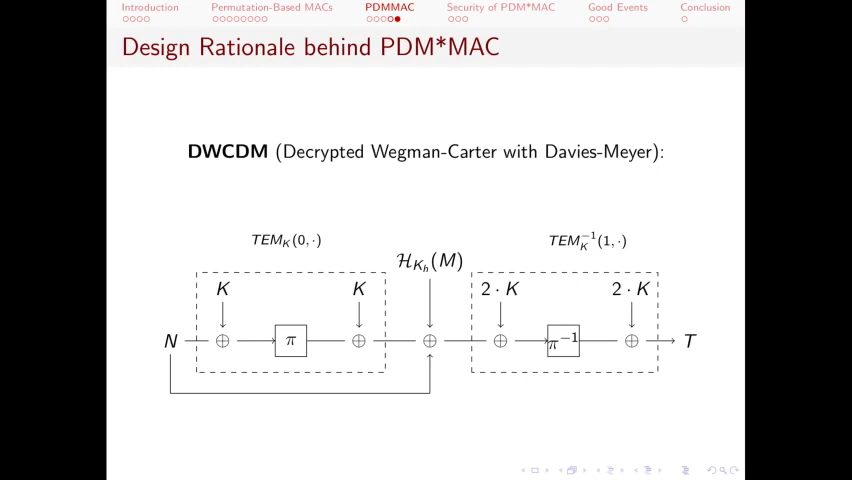 Introduction Permutation-Based MACs PDMMAC Security of PDM*MAC Good Events Conclusion
Design Rationale behind PDM*MAC
DWCDM (Decrypted Wegman-Carter with Davies-Meyer):
TEM_K(0, ·) TEM_K^{-1}(1, ·)
H_{K_h}(M)
K K 2 · K 2 · K
N ⊕ π ⊕ ⊕ ⊕ π^{-1} ⊕ T